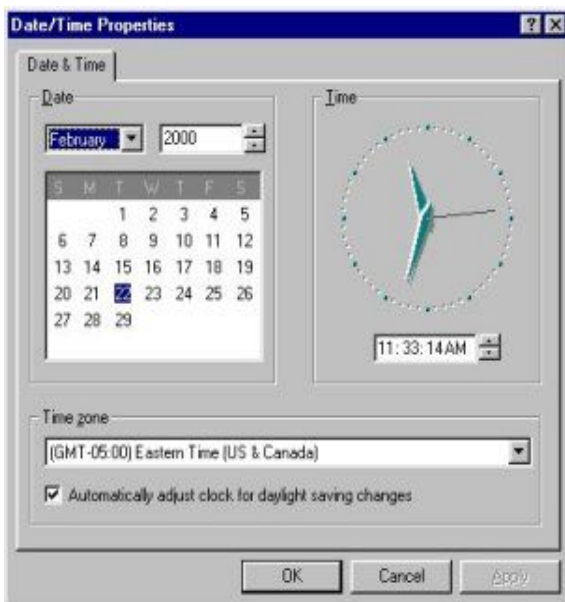 Date/Time Properties
Date & Time
Date
February
2000
S M T W T F S
1 2 3 4 5
6 7 8 9 10 11 12
13 14 15 16 17 18 19
20 21 22 23 24 25 26
27 28 29
Time
11:33:14 AM
Time zone
(GMT-05:00) Eastern Time (US & Canada)
Automatically adjust clock for daylight saving changes
OK Cancel Apply